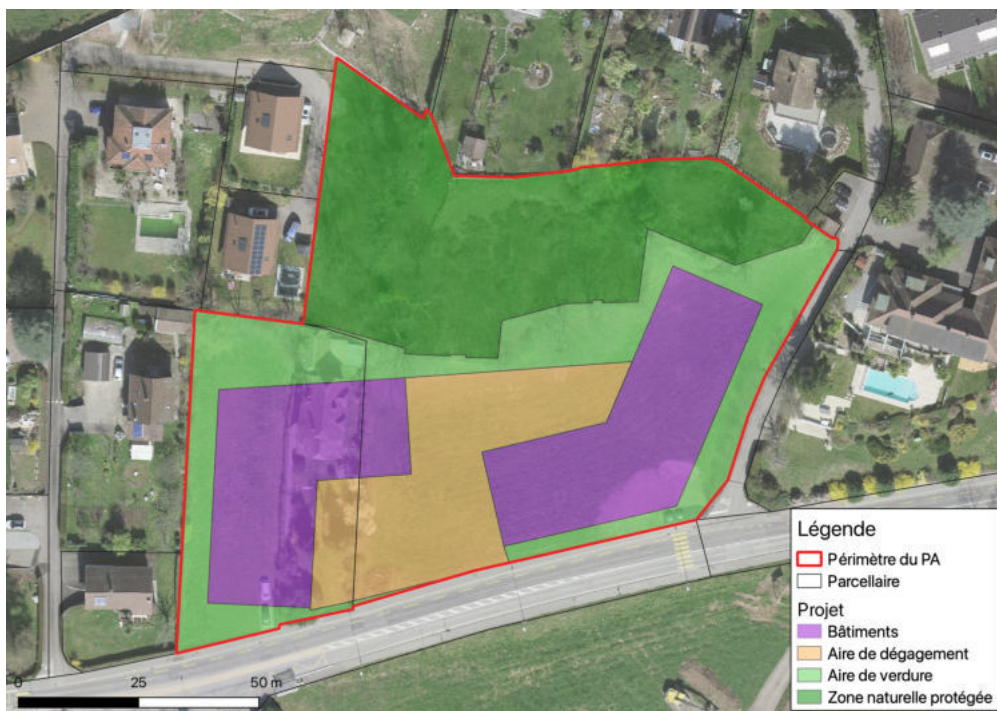 Légende
Périmètre du PA
Parcellaire
Projet
Bâtiments
Aire de dégagement
Aire de verdure
Zone naturelle protégée
0 25 50 m